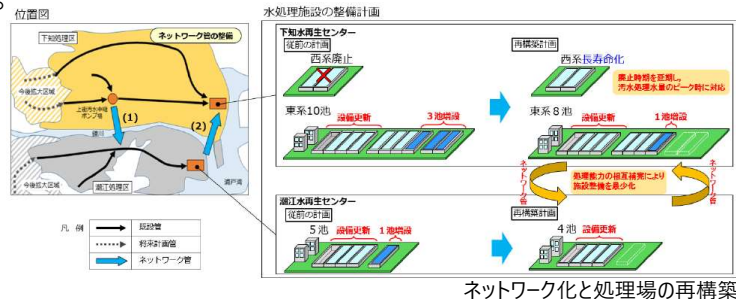 位置図
水処理施設の整備計画
下知処理区
ネットワーク管の整備
今後拡大区域
上街汚水中継
ポンプ場
(1)
(2)
鏡川
今後拡大区域
潮江処理区
浦戸湾
凡 例
既設管
将来計画管
ネットワーク管
下知水再生センター
従前の計画
西系廃止
再構築計画
西系長寿命化
廃止時期を延期し、
汚水処理水量のピーク時に対応
東系10池
設備更新
3池増設
東系8池
設備更新
1池増設
ネットワーク管
処理能力の相互補完により
施設整備を最少化
ネットワーク管
潮江水再生センター
従前の計画
5池
設備更新
1池増設
再構築計画
4池
設備更新
ネットワーク化と処理場の再構築